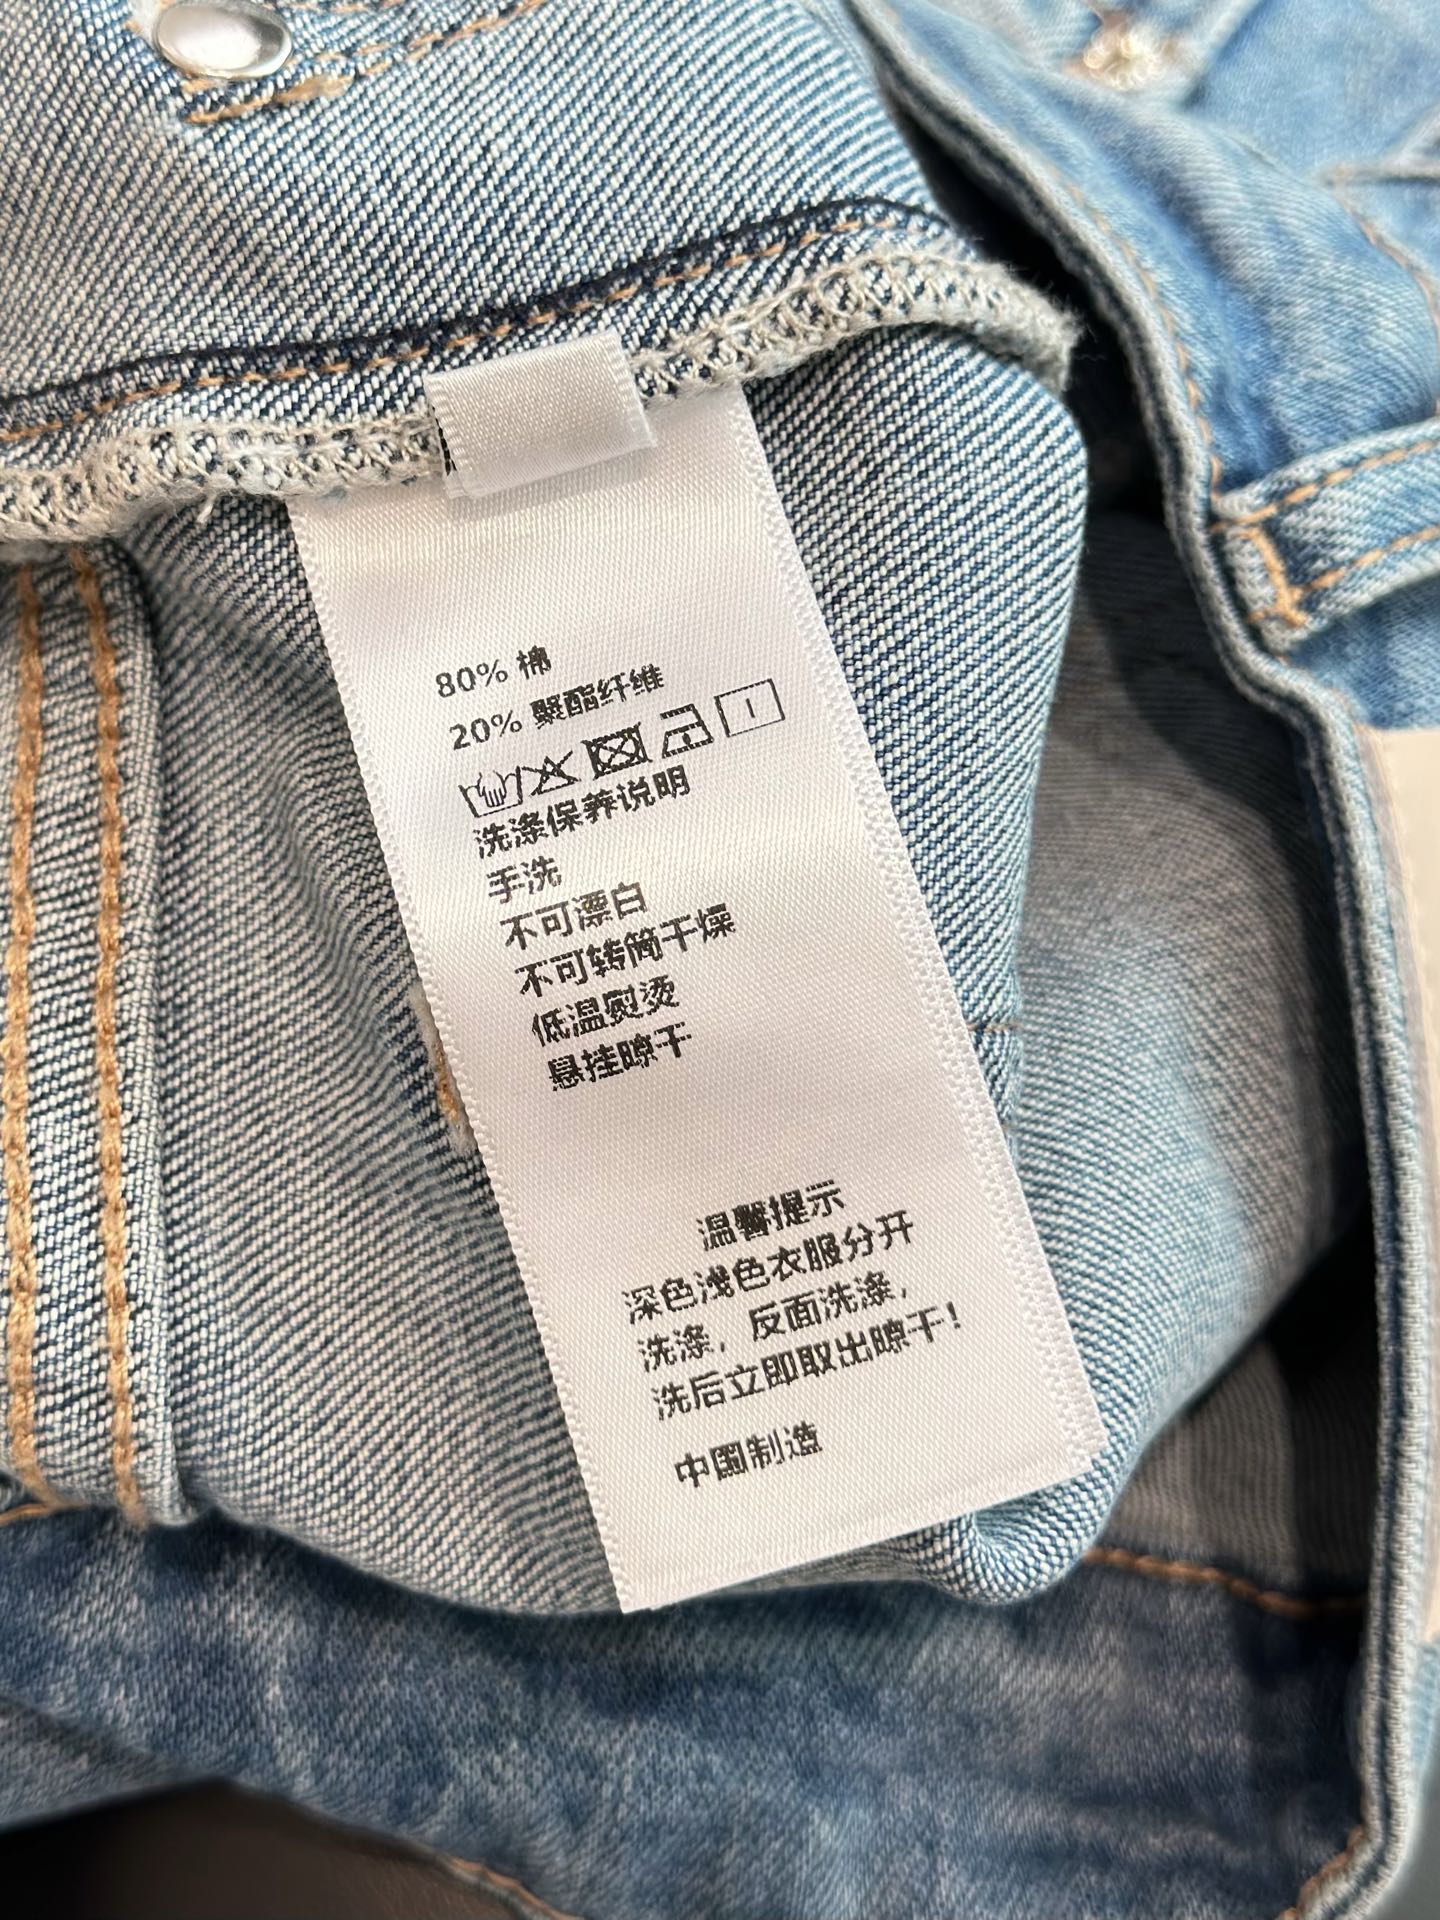 80% 棉
20% 聚酯纤维
洗涤保养说明
手洗
不可漂白
不可转筒干燥
低温熨烫
悬挂晾干
温馨提示
深色浅色衣服分开
洗涤，反面洗涤，
洗后立即取出晾干！
中国制造